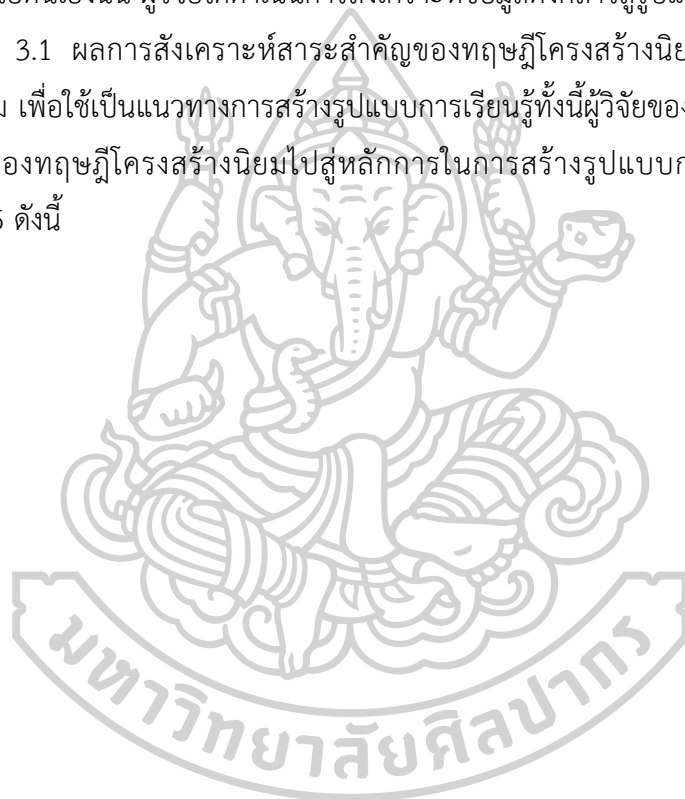 3.1 ผลการสังเคราะห์สาระสำคัญของทฤษฎีโครงสร้างนิย
เพื่อใช้เป็นแนวทางการสร้างรูปแบบการเรียนรู้ทั้งนี้ผู้วิจัยขอ
องทฤษฎีโครงสร้างนิยมไปสู่หลักการในการสร้างรูปแบบก
ดังนี้
มหาวิทยาลัยศิลปากร